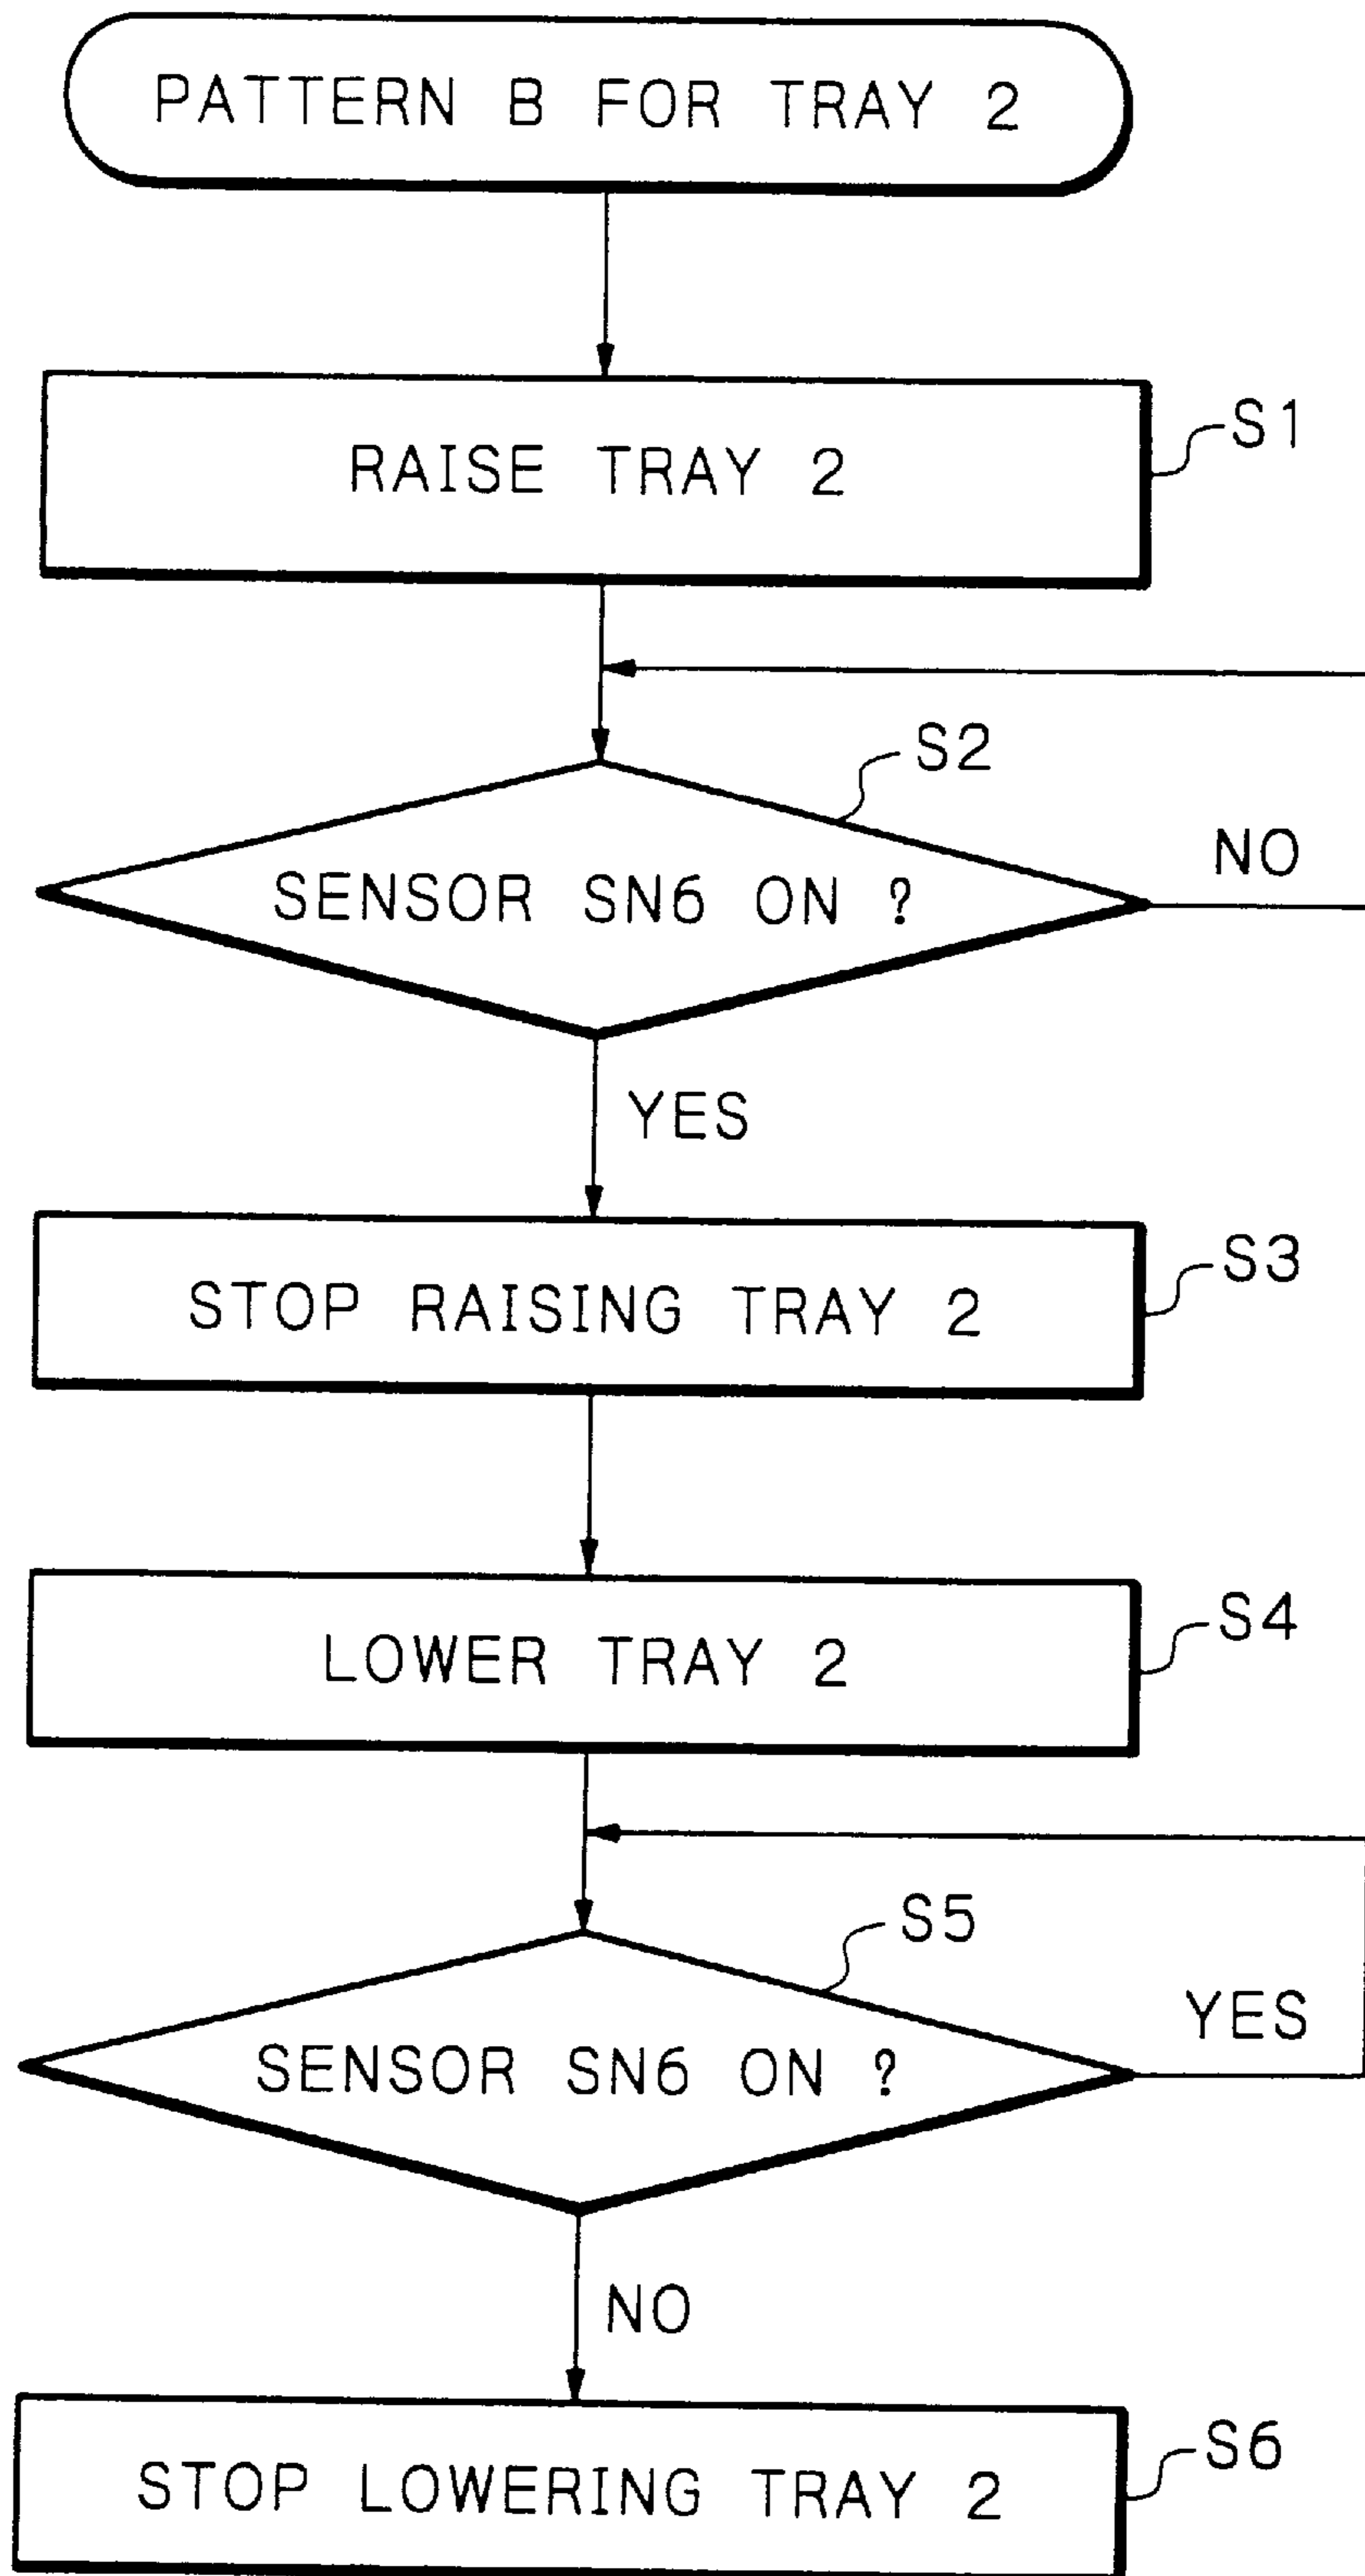 PATTERN B FOR TRAY 2
RAISE TRAY 2
S1
S2
SENSOR SN6 ON ?
NO
YES
STOP RAISING TRAY 2
S3
LOWER TRAY 2
S4
S5
SENSOR SN6 ON ?
YES
NO
STOP LOWERING TRAY 2
S6